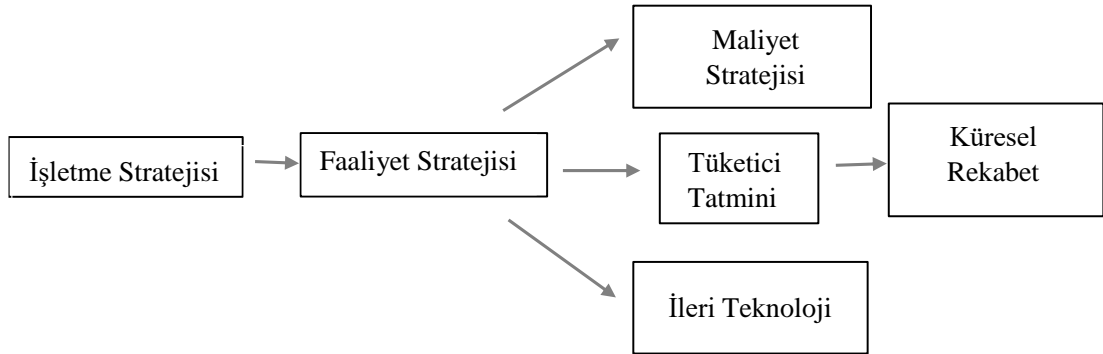 İşletme Stratejisi
Faaliyet Stratejisi
Maliyet
Stratejisi
Tüketici
Tatmini
İleri Teknoloji
Küresel
Rekabet